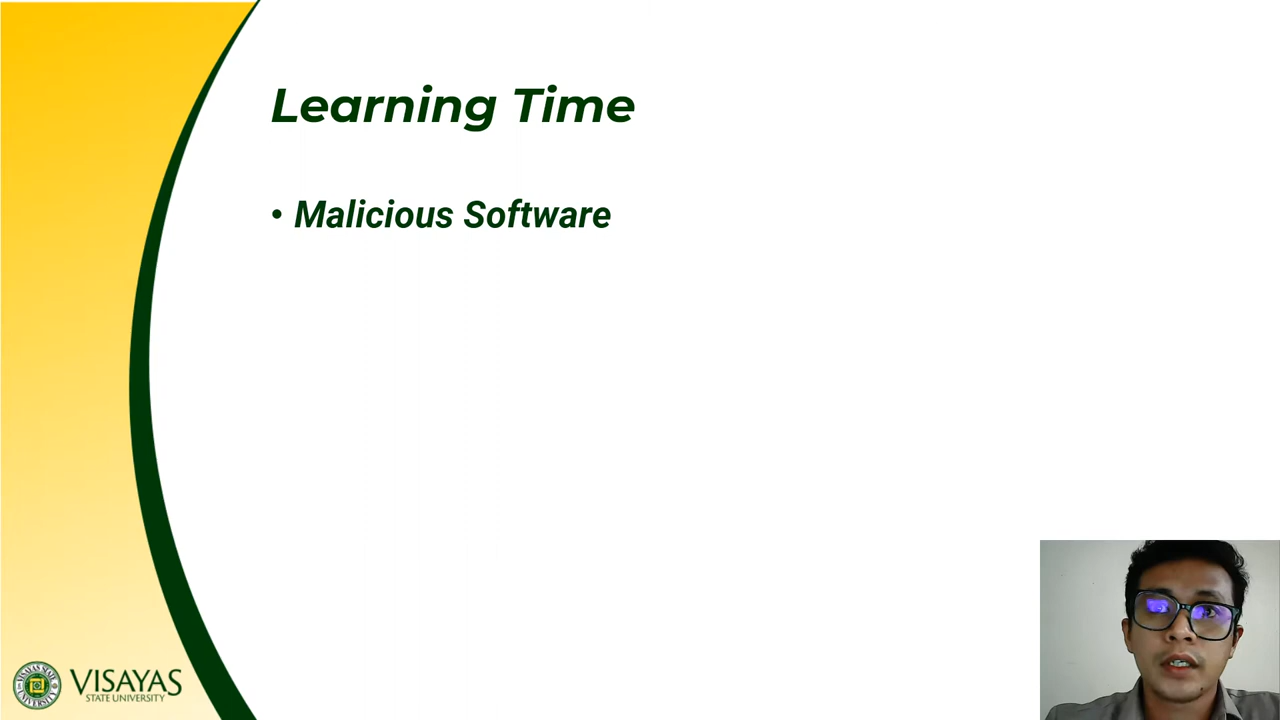 Learning Time
• Malicious Software
VISAYAS
STATE UNIVERSITY